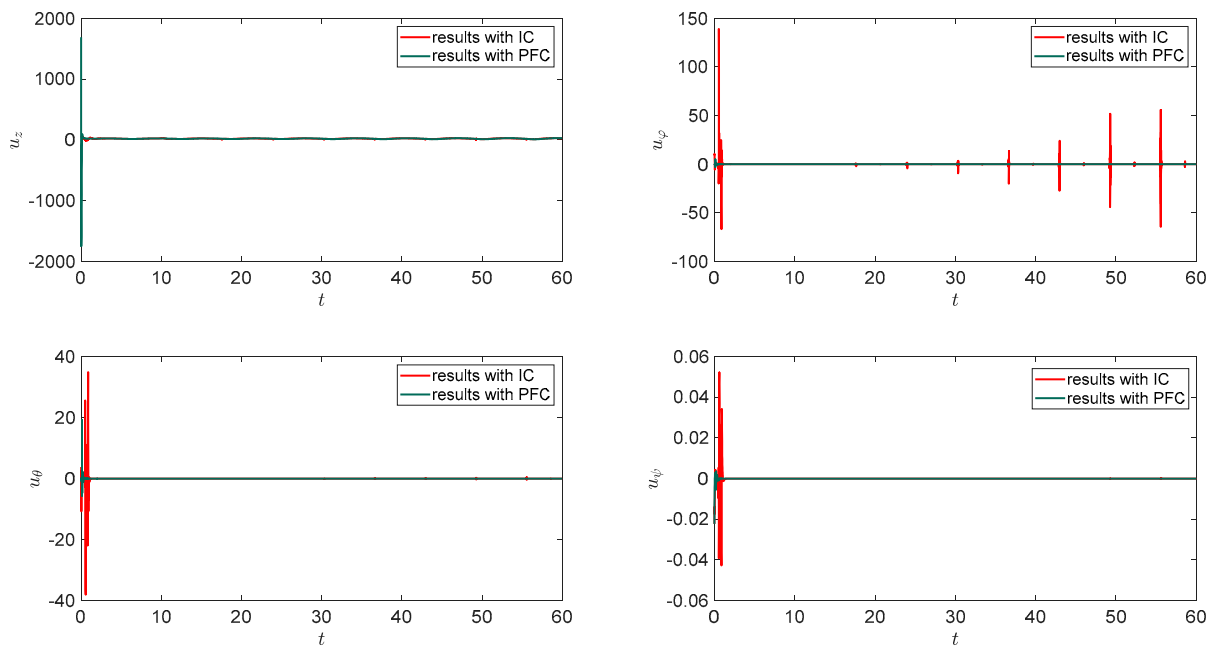 2000
1000
0
-1000
-2000
u_z
results with IC
results with PFC
0 10 20 30 40 50 60
t
150
100
50
0
-50
-100
u_φ
results with IC
results with PFC
0 10 20 30 40 50 60
t
40
20
0
-20
-40
u_θ
results with IC
results with PFC
0 10 20 30 40 50 60
t
0.06
0.04
0.02
0
-0.02
-0.04
-0.06
u_ψ
results with IC
results with PFC
0 10 20 30 40 50 60
t